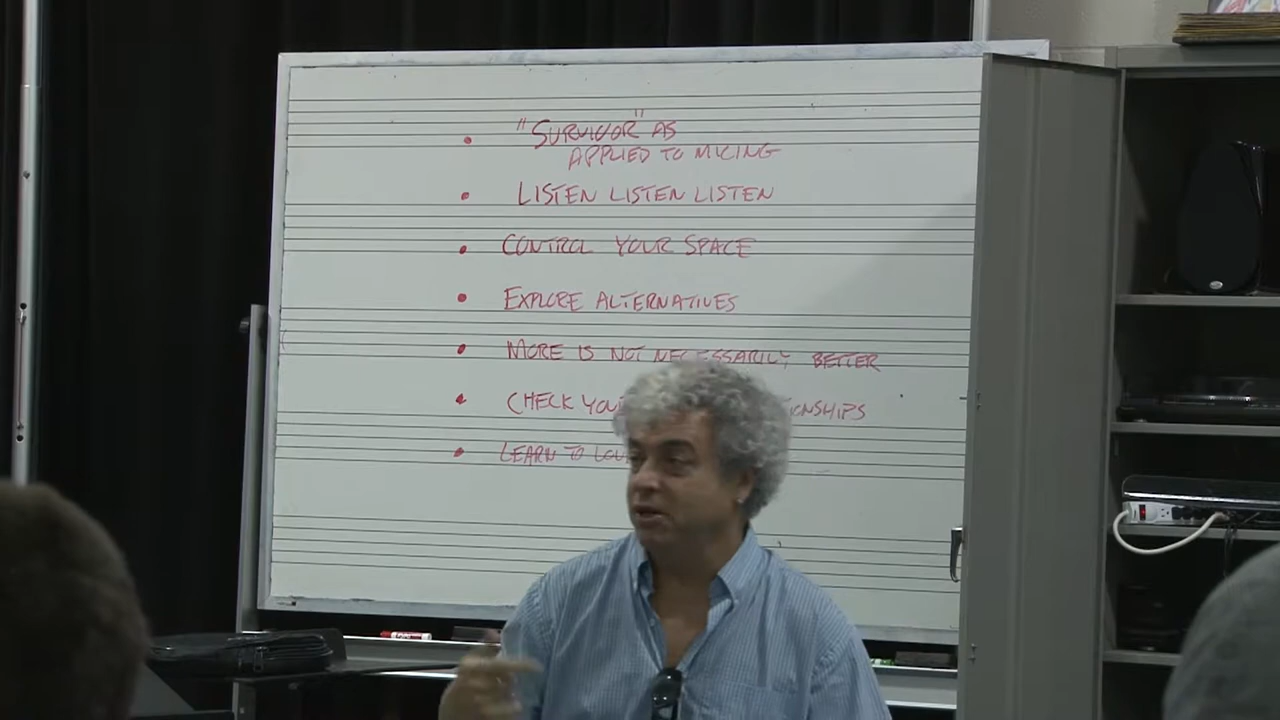 • "SURVIVOR" AS
APPLIED TO MICING
• LISTEN LISTEN LISTEN
• CONTROL YOUR SPACE
• EXPLORE ALTERNATIVES
• MORE IS NOT NECESSARILY BETTER
• CHECK
• LEARN TO